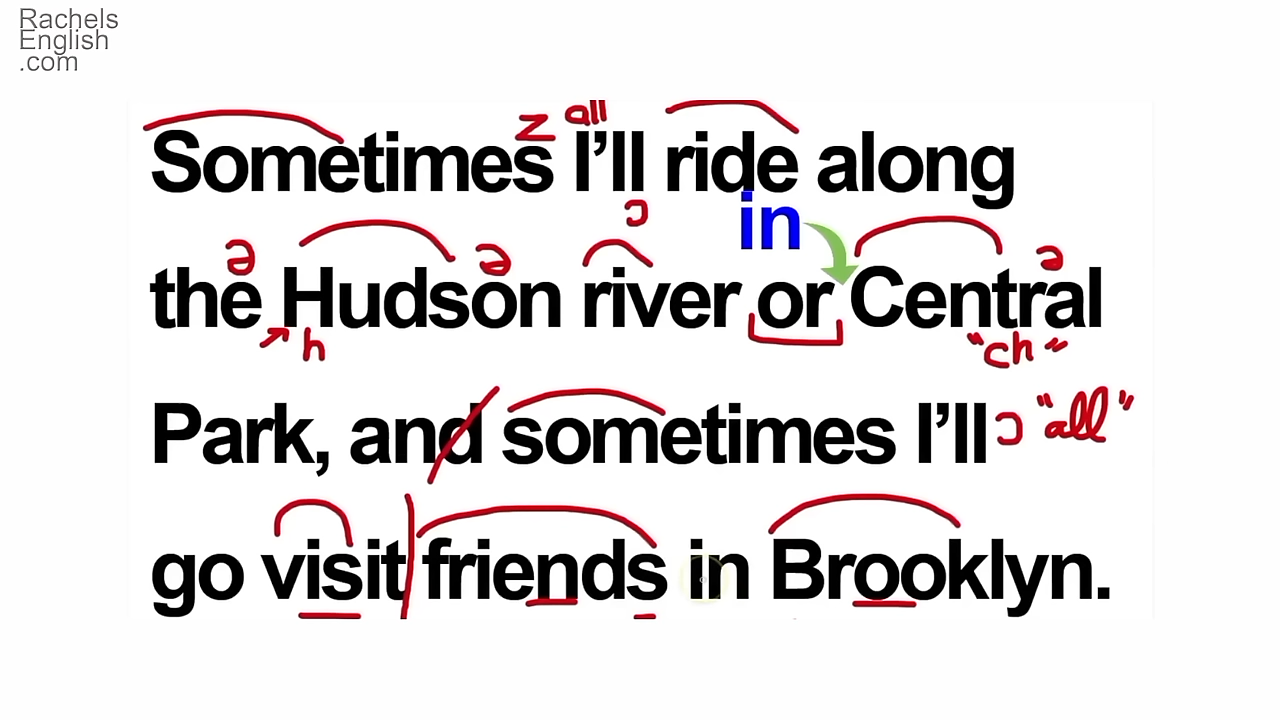 Rachels
English
.com
z all
Sometimes I'll ride along
ɔ in
ə ə ə
the Hudson river or Central
h "ch"
Park, and sometimes I'll ɔ "all"
go visit friends in Brooklyn.